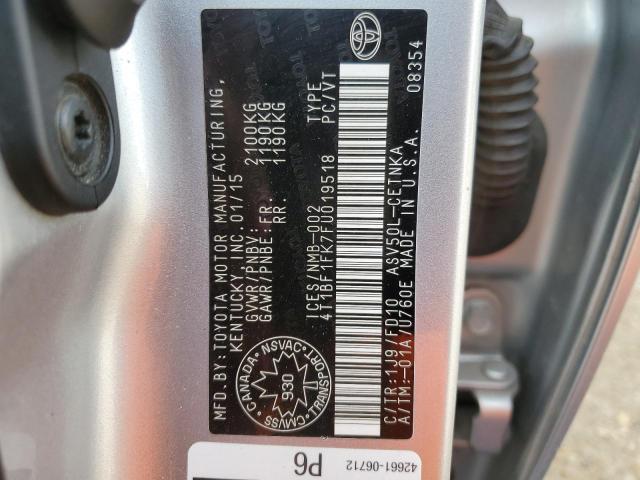 MFD.BY:TOYOTA MOTOR MANUFACTURING,
KENTUCKY, INC. 01/15
GVWR/PNBV: 2100KG
GAWR/PNBE:FR. 1190KG
RR. 1190KG
CANADA NSVAC
930
CMVSS TRANSPORT
ICES/NMB-002 TYPE
4T1BF1FK7FU019518 PC/VT
C/TR:1J9/FD10 ASV50L-CETNKA
A/TM:-01A/U760E MADE IN U.S.A.
08354
P6
42661-06712